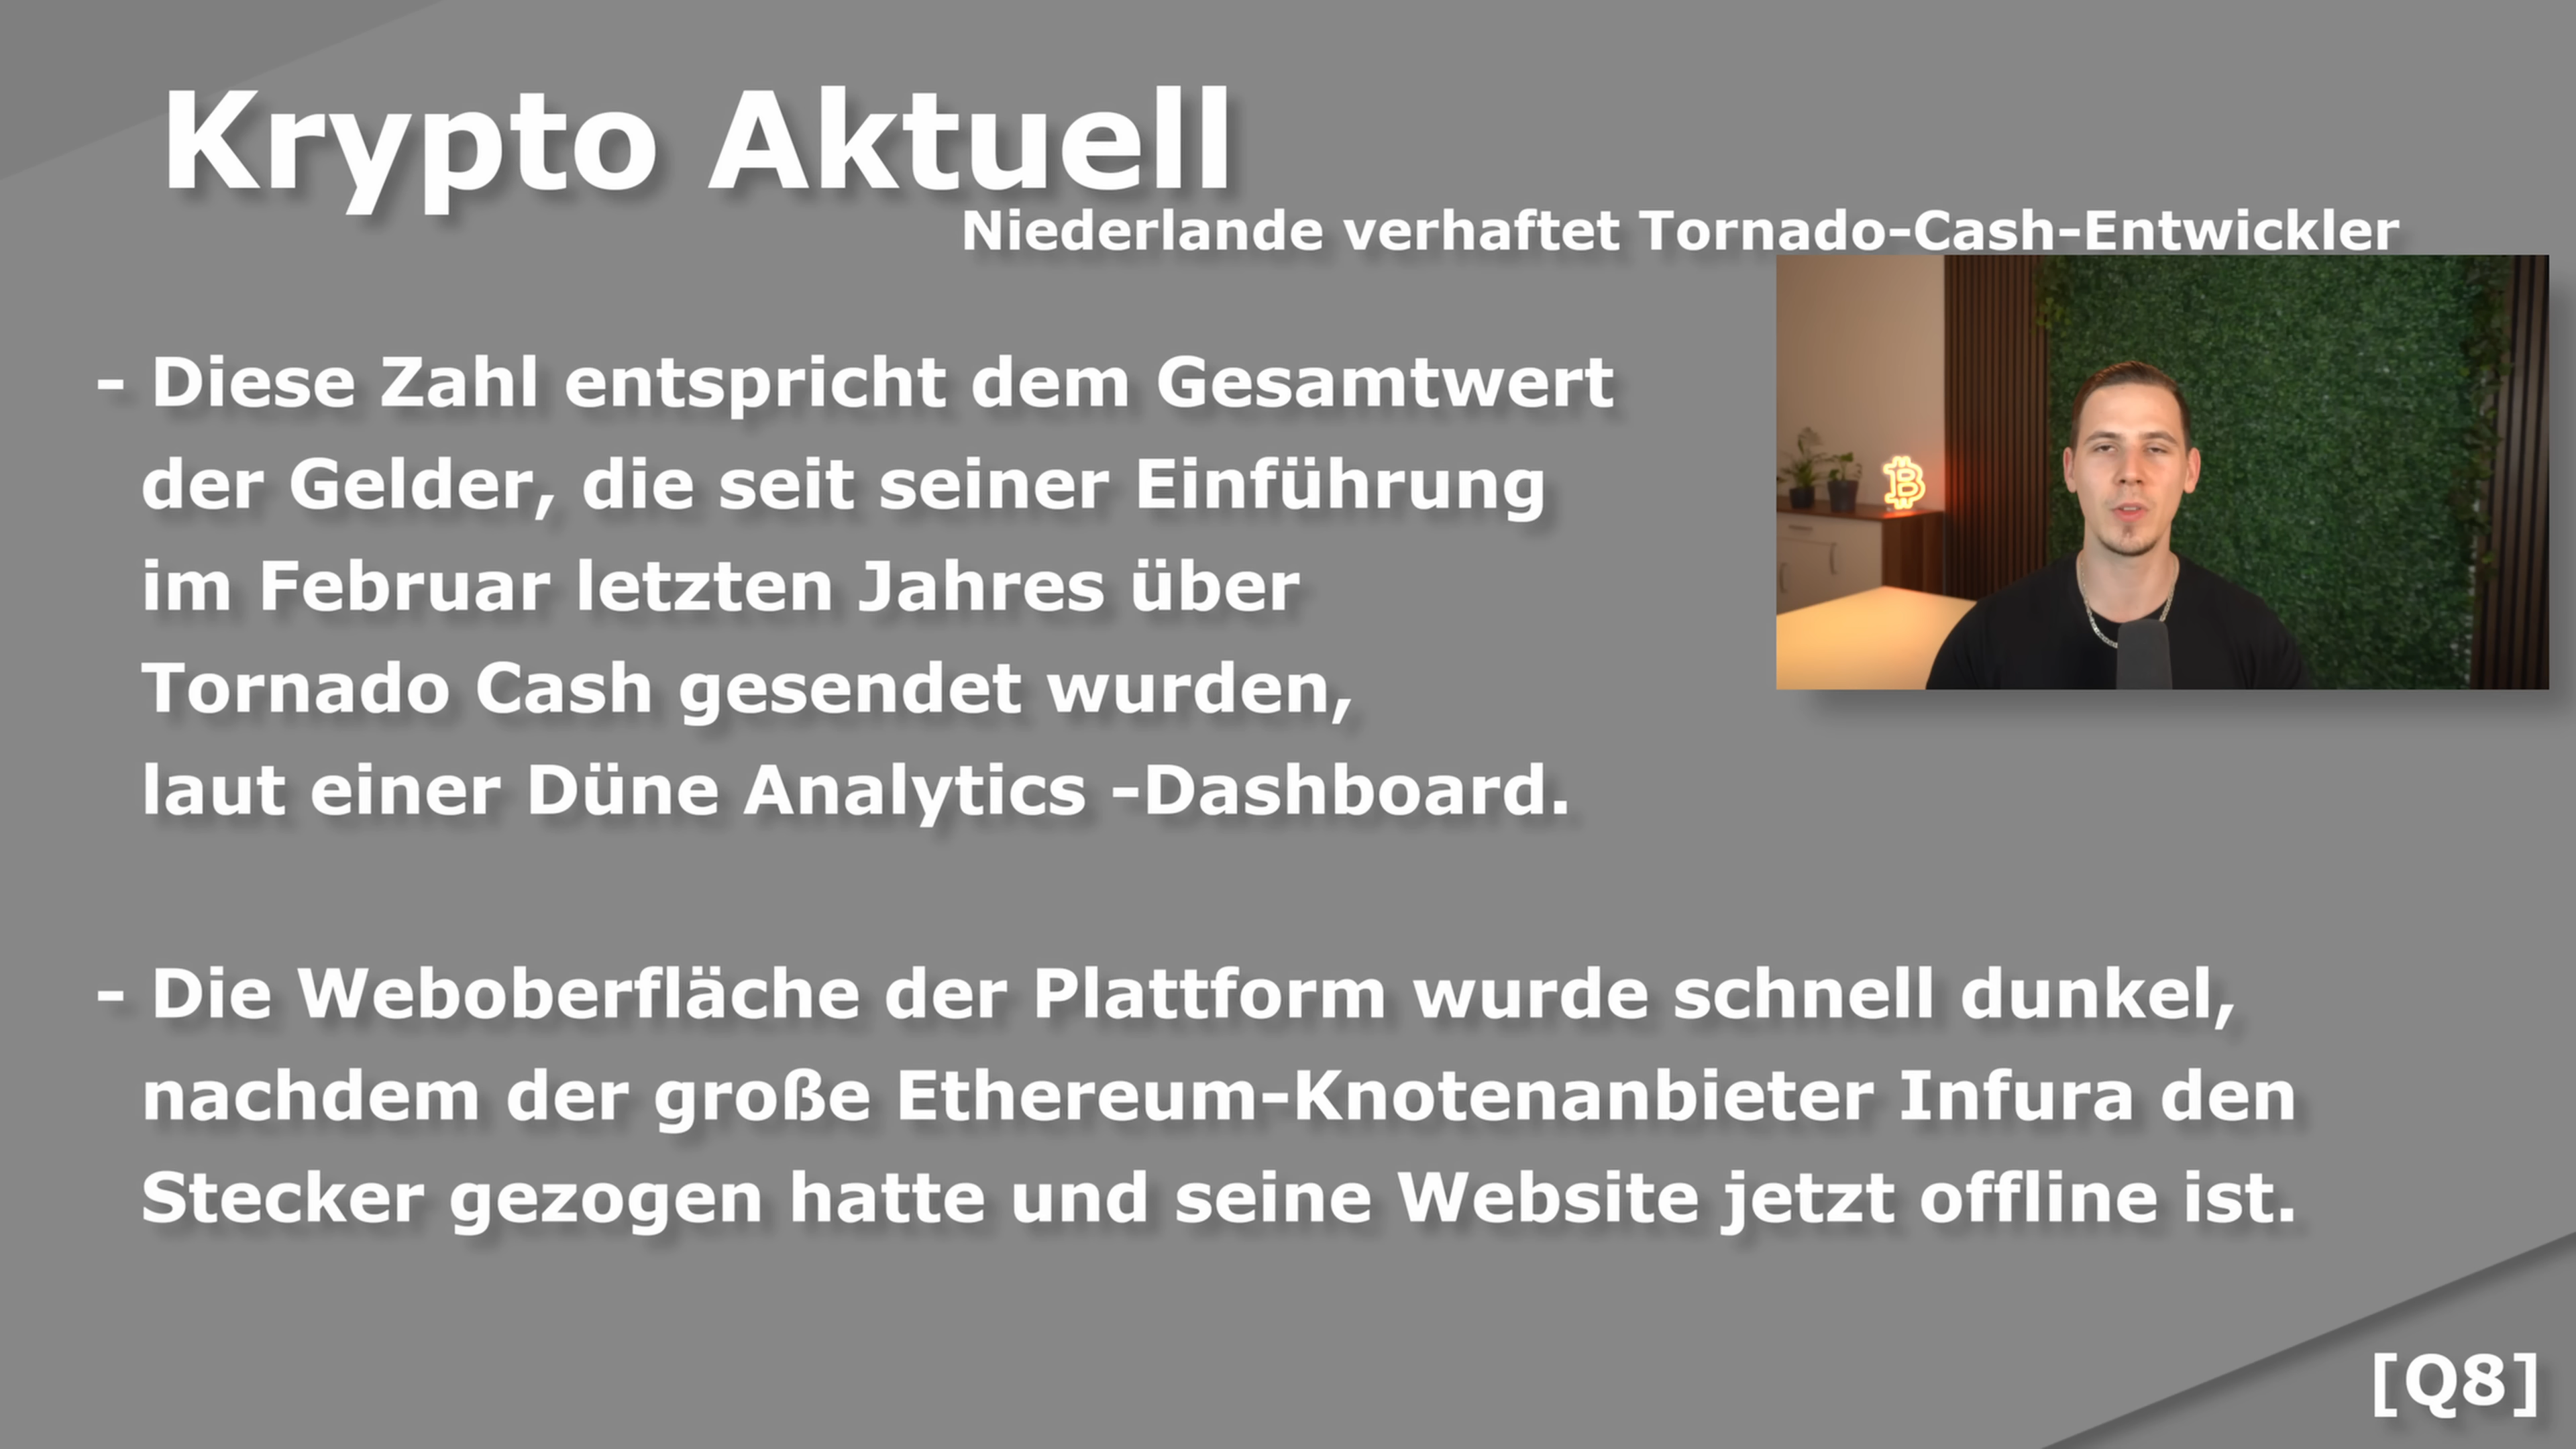 Krypto Aktuell
Niederlande verhaftet Tornado-Cash-Entwickler
- Diese Zahl entspricht dem Gesamtwert
der Gelder, die seit seiner Einführung
im Februar letzten Jahres über
Tornado Cash gesendet wurden,
laut einer Düne Analytics -Dashboard.
- Die Weboberfläche der Plattform wurde schnell dunkel,
nachdem der große Ethereum-Knotenanbieter Infura den
Stecker gezogen hatte und seine Website jetzt offline ist.
[Q8]